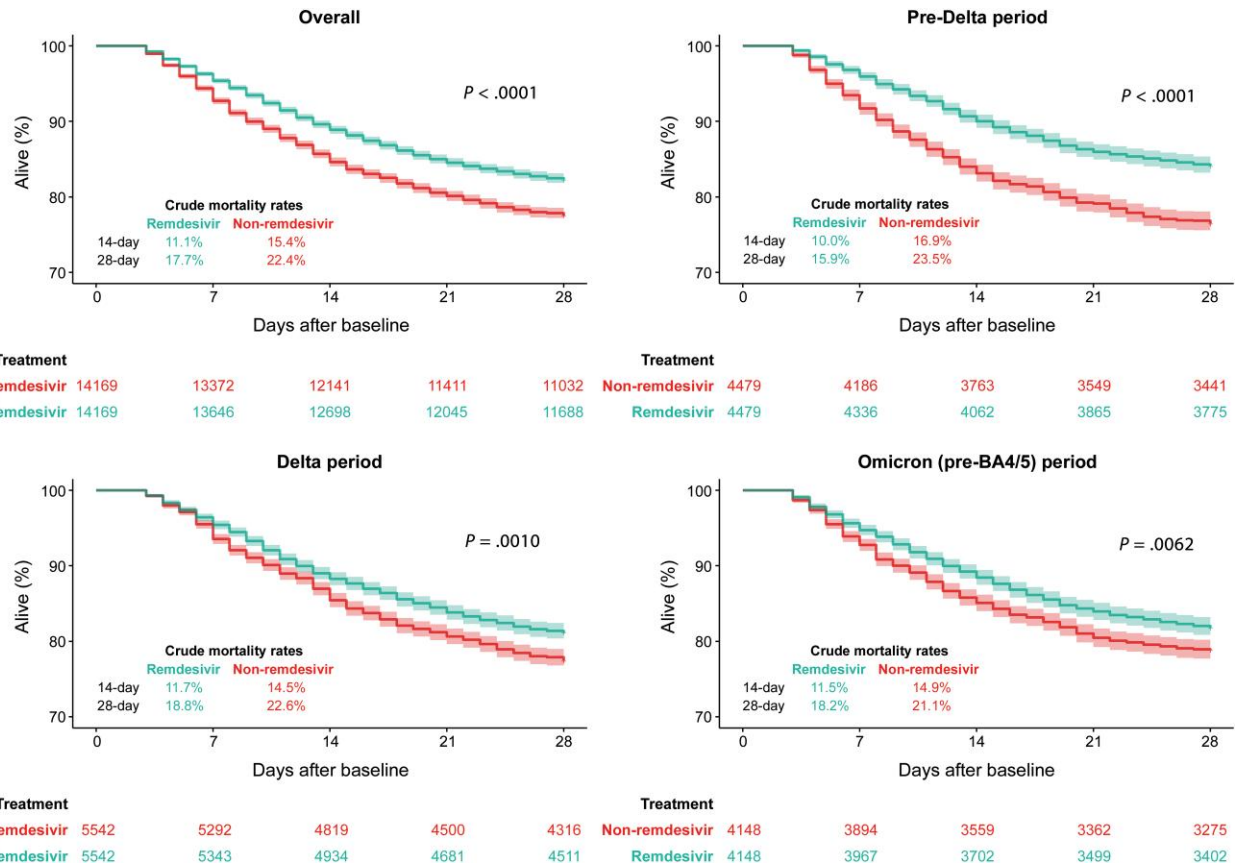 Overall
100
90
80
70
Alive (%)
P < .0001
Crude mortality rates
Remdesivir Non-remdesivir
14-day 11.1% 15.4%
28-day 17.7% 22.4%
0 7 14 21 28
Days after baseline
Treatment
emdesivir 14169 13372 12141 11411 11032
emdesivir 14169 13646 12698 12045 11688
Pre-Delta period
100
90
80
70
Alive (%)
P < .0001
Crude mortality rates
Remdesivir Non-remdesivir
14-day 10.0% 16.9%
28-day 15.9% 23.5%
0 7 14 21 28
Days after baseline
Treatment
Non-remdesivir 4479 4186 3763 3549 3441
Remdesivir 4479 4336 4062 3865 3775
Delta period
100
90
80
70
Alive (%)
P = .0010
Crude mortality rates
Remdesivir Non-remdesivir
14-day 11.7% 14.5%
28-day 18.8% 22.6%
0 7 14 21 28
Days after baseline
Treatment
emdesivir 5542 5292 4819 4500 4316
emdesivir 5542 5343 4934 4681 4511
Omicron (pre-BA4/5) period
100
90
80
70
Alive (%)
P = .0062
Crude mortality rates
Remdesivir Non-remdesivir
14-day 11.5% 14.9%
28-day 18.2% 21.1%
0 7 14 21 28
Days after baseline
Treatment
Non-remdesivir 4148 3894 3559 3362 3275
Remdesivir 4148 3967 3702 3499 3402